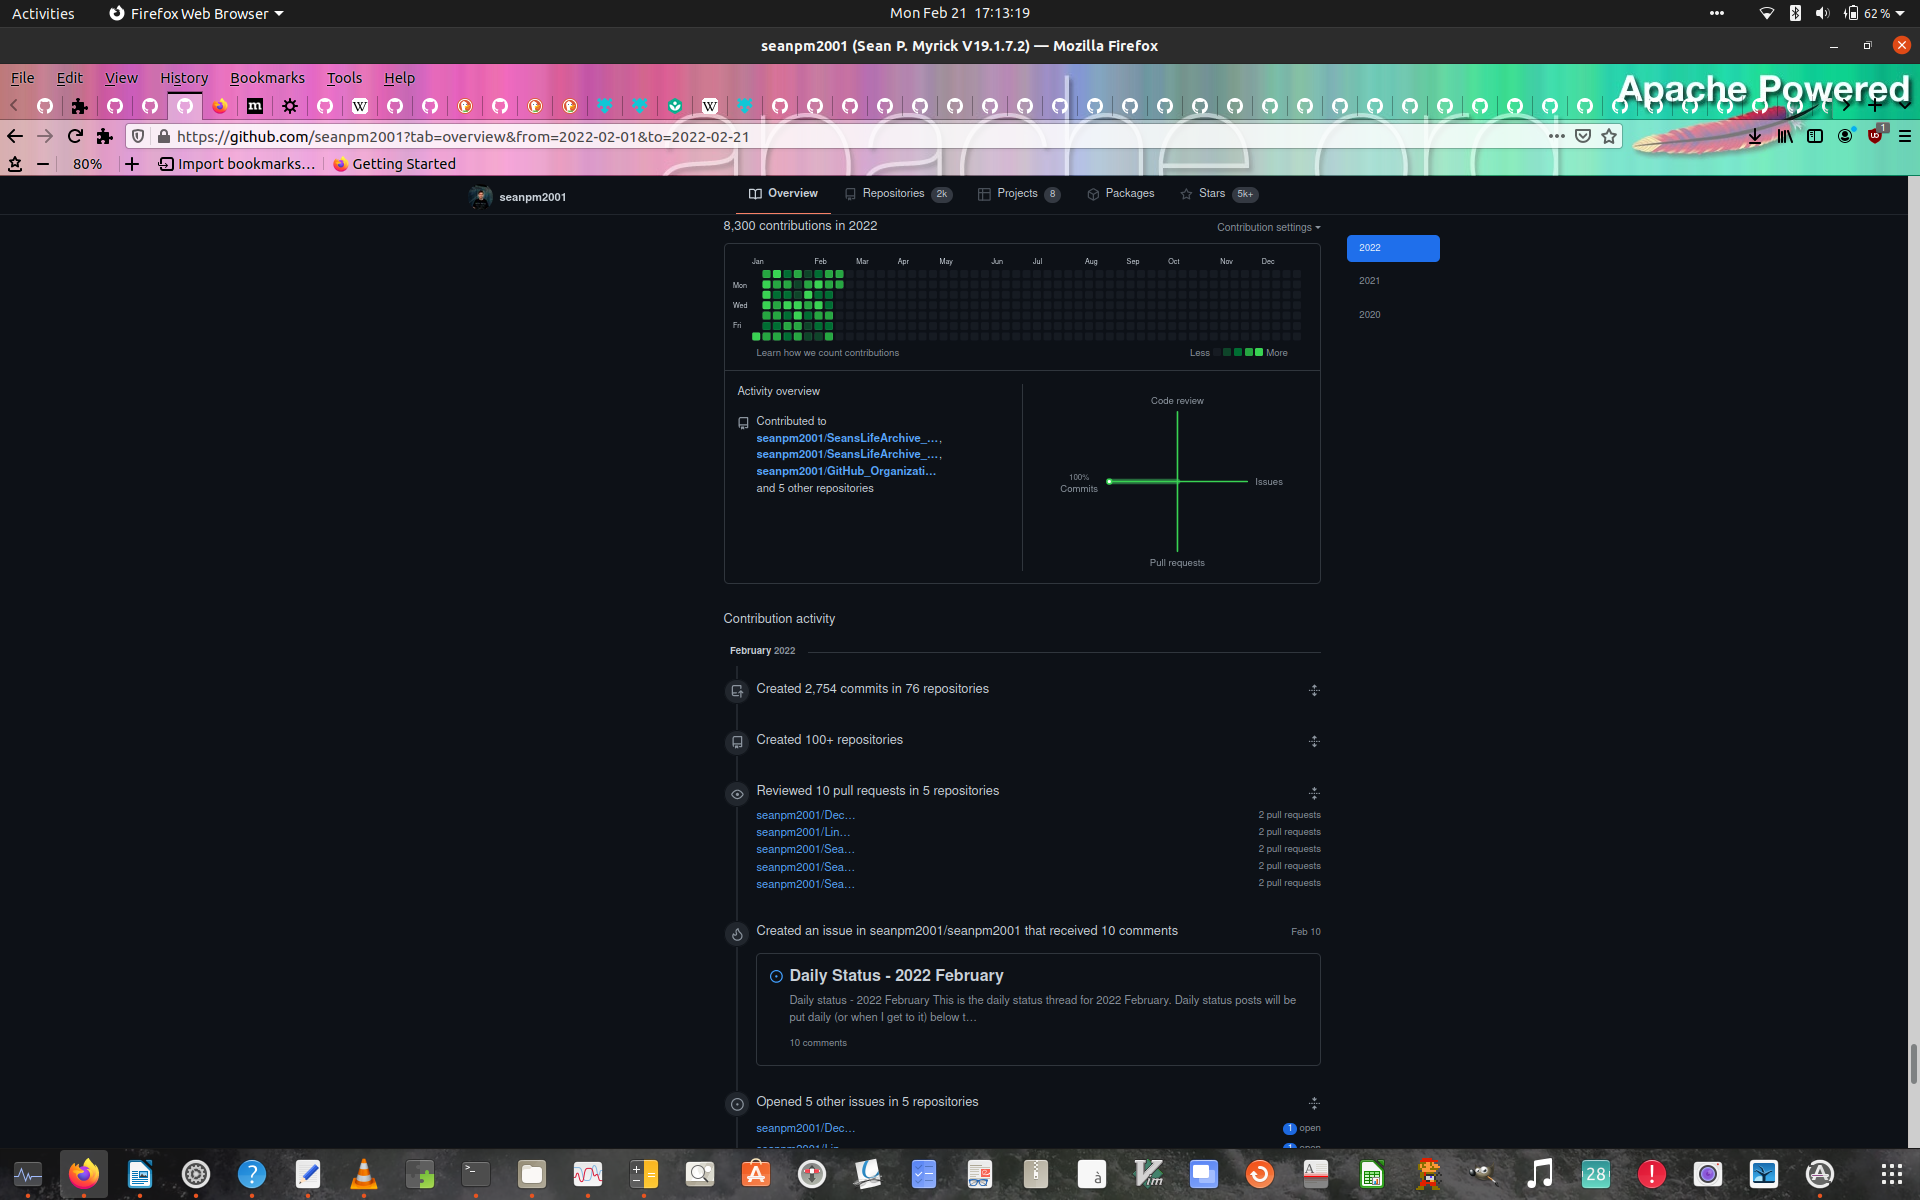 Activities
Firefox Web Browser
Mon Feb 21 17:13:19
62 %
seanpm2001 (Sean P. Myrick V19.1.7.2) — Mozilla Firefox
File Edit View History Bookmarks Tools Help
Apache Powered
https://github.com/seanpm2001?tab=overview&from=2022-02-01&to=2022-02-21
1
80%
Import bookmarks…
Getting Started
seanpm2001
Overview
Repositories 2k
Projects 8
Packages
Stars 5k+
8,300 contributions in 2022
Contribution settings
2022
2021
2020
Jan Feb Mar Apr May Jun Jul Aug Sep Oct Nov Dec
Mon
Wed
Fri
Learn how we count contributions
Less More
Activity overview
Contributed to
seanpm2001/SeansLifeArchive_…,
seanpm2001/SeansLifeArchive_…,
seanpm2001/GitHub_Organizati…
and 5 other repositories
Code review
100%
Commits
Issues
Pull requests
Contribution activity
February 2022
Created 2,754 commits in 76 repositories
Created 100+ repositories
Reviewed 10 pull requests in 5 repositories
seanpm2001/Dec… 2 pull requests
seanpm2001/Lin… 2 pull requests
seanpm2001/Sea… 2 pull requests
seanpm2001/Sea… 2 pull requests
seanpm2001/Sea… 2 pull requests
Created an issue in seanpm2001/seanpm2001 that received 10 comments
Feb 10
Daily Status - 2022 February
Daily status - 2022 February This is the daily status thread for 2022 February. Daily status posts will be
put daily (or when I get to it) below t…
10 comments
Opened 5 other issues in 5 repositories
seanpm2001/Dec… 1 open
28